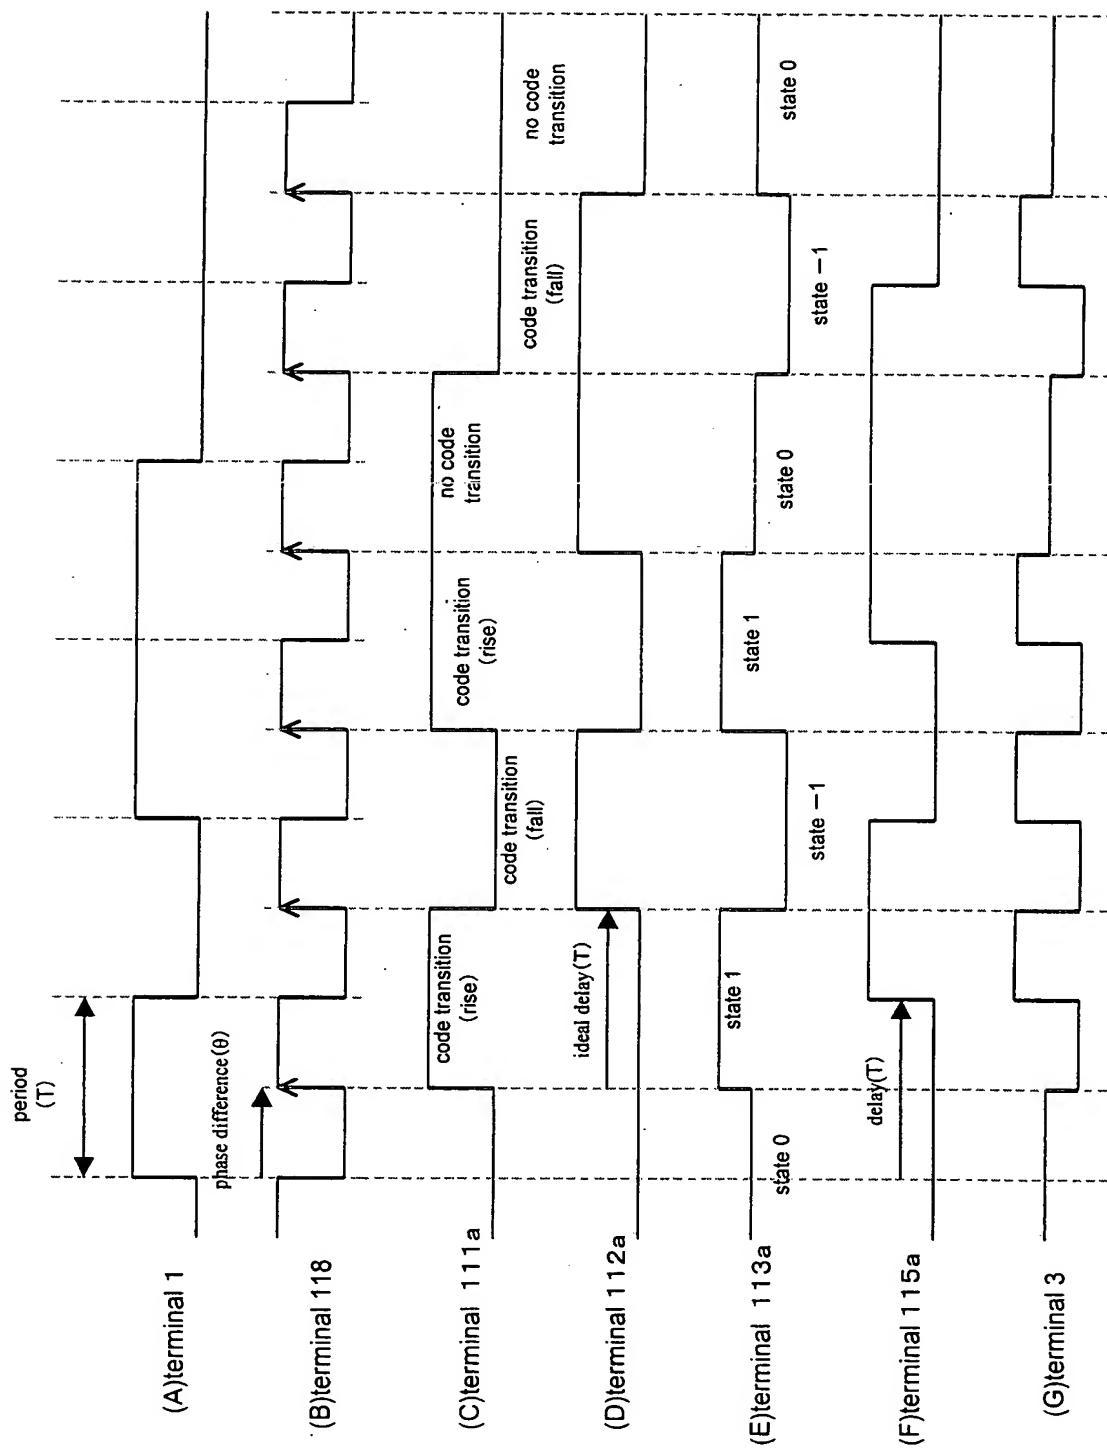 period
(T)
(A)terminal 1
phase difference(θ)
(B)terminal 118
(C)terminal 111a
code transition
(rise)
code transition
(fall)
code transition
(rise)
no code
transition
code transition
(fall)
no code
transition
(D)terminal 112a
ideal delay(T)
(E)terminal 113a
state 0
state 1
state −1
state 1
state 0
state −1
state 0
(F)terminal 115a
delay(T)
(G)terminal 3